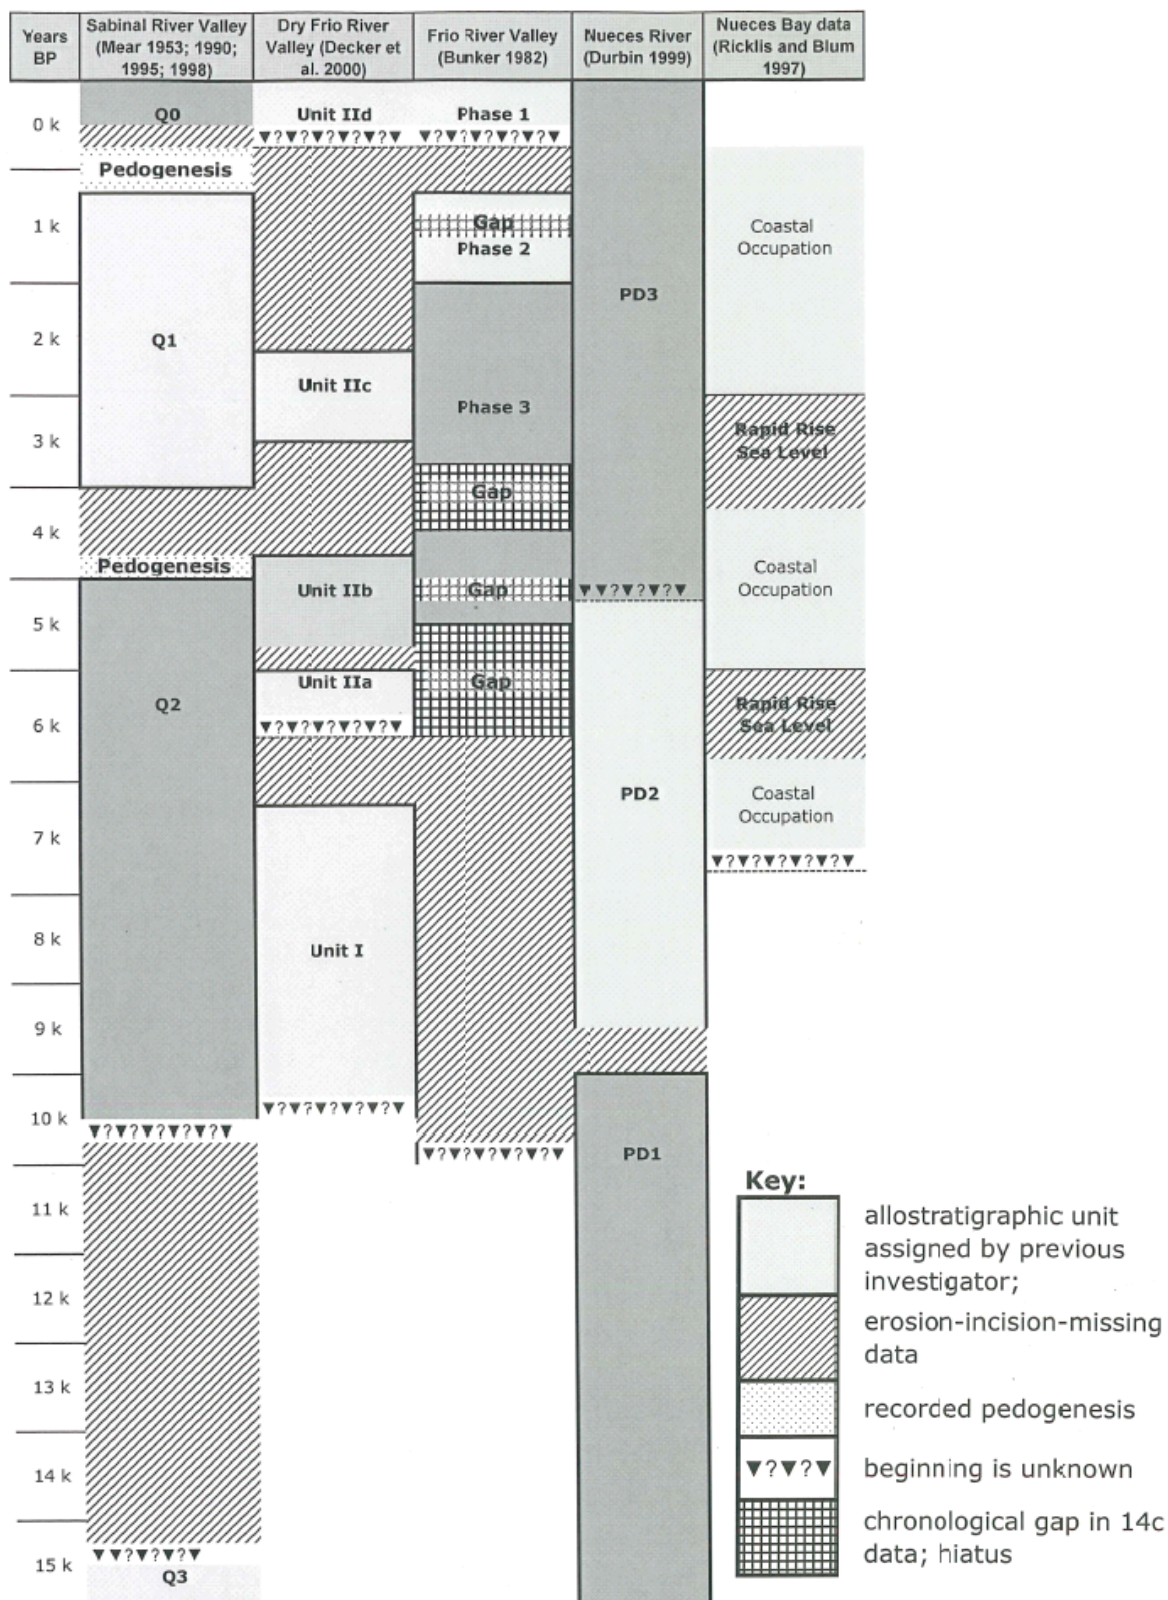 Years
BP
Sabinal River Valley
(Mear 1953; 1990;
1995; 1998)
Dry Frio River
Valley (Decker et
al. 2000)
Frio River Valley
(Bunker 1982)
Nueces River
(Durbin 1999)
Nueces Bay data
(Ricklis and Blum
1997)
0 k
1 k
2 k
3 k
4 k
5 k
6 k
7 k
8 k
9 k
10 k
11 k
12 k
13 k
14 k
15 k
Q0
Pedogenesis
Q1
Pedogenesis
Q2
▼?▼?▼?▼?▼?▼
▼▼?▼?▼?▼
Q3
Unit IId
▼?▼?▼?▼?▼?▼
Unit IIc
Unit IIb
Unit IIa
▼?▼?▼?▼?▼?▼
Unit I
▼?▼?▼?▼?▼?▼
Phase 1
▼?▼?▼?▼?▼?▼
Gap
Phase 2
Phase 3
Gap
Gap
Gap
▼?▼?▼?▼?▼?▼
PD3
▼▼?▼?▼?▼
PD2
PD1
Coastal
Occupation
Rapid Rise
Sea Level
Coastal
Occupation
Rapid Rise
Sea Level
Coastal
Occupation
▼?▼?▼?▼?▼?▼
Key:
allostratigraphic unit
assigned by previous
investigator;
erosion-incision-missing
data
recorded pedogenesis
▼?▼?▼
beginning is unknown
chronological gap in 14c
data; hiatus